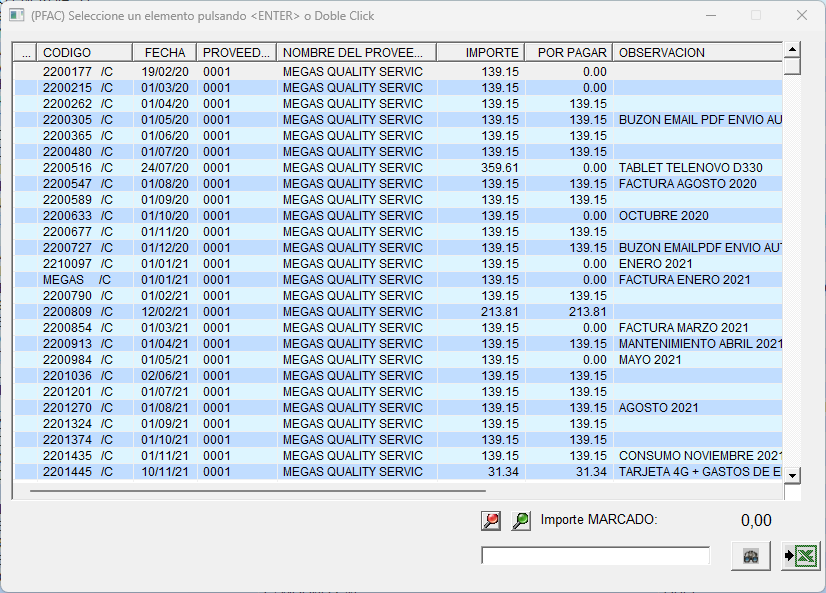 (PFAC) Seleccione un elemento pulsando <ENTER> o Doble Click
... CODIGO FECHA PROVEED... NOMBRE DEL PROVEE... IMPORTE POR PAGAR OBSERVACION
2200177 /C 19/02/20 0001 MEGAS QUALITY SERVIC 139.15 0.00
2200215 /C 01/03/20 0001 MEGAS QUALITY SERVIC 139.15 0.00
2200262 /C 01/04/20 0001 MEGAS QUALITY SERVIC 139.15 139.15
2200305 /C 01/05/20 0001 MEGAS QUALITY SERVIC 139.15 139.15 BUZON EMAIL PDF ENVIO AU
2200365 /C 01/06/20 0001 MEGAS QUALITY SERVIC 139.15 139.15
2200480 /C 01/07/20 0001 MEGAS QUALITY SERVIC 139.15 139.15
2200516 /C 24/07/20 0001 MEGAS QUALITY SERVIC 359.61 0.00 TABLET TELENOVO D330
2200547 /C 01/08/20 0001 MEGAS QUALITY SERVIC 139.15 139.15 FACTURA AGOSTO 2020
2200589 /C 01/09/20 0001 MEGAS QUALITY SERVIC 139.15 139.15
2200633 /C 01/10/20 0001 MEGAS QUALITY SERVIC 139.15 0.00 OCTUBRE 2020
2200677 /C 01/11/20 0001 MEGAS QUALITY SERVIC 139.15 139.15
2200727 /C 01/12/20 0001 MEGAS QUALITY SERVIC 139.15 139.15 BUZON EMAILPDF ENVIO AUT
2210097 /C 01/01/21 0001 MEGAS QUALITY SERVIC 139.15 0.00 ENERO 2021
MEGAS /C 01/01/21 0001 MEGAS QUALITY SERVIC 139.15 0.00 FACTURA ENERO 2021
2200790 /C 01/02/21 0001 MEGAS QUALITY SERVIC 139.15 139.15
2200809 /C 12/02/21 0001 MEGAS QUALITY SERVIC 213.81 213.81
2200854 /C 01/03/21 0001 MEGAS QUALITY SERVIC 139.15 0.00 FACTURA MARZO 2021
2200913 /C 01/04/21 0001 MEGAS QUALITY SERVIC 139.15 139.15 MANTENIMIENTO ABRIL 2021
2200984 /C 01/05/21 0001 MEGAS QUALITY SERVIC 139.15 0.00 MAYO 2021
2201036 /C 02/06/21 0001 MEGAS QUALITY SERVIC 139.15 139.15
2201201 /C 01/07/21 0001 MEGAS QUALITY SERVIC 139.15 139.15
2201270 /C 01/08/21 0001 MEGAS QUALITY SERVIC 139.15 139.15 AGOSTO 2021
2201324 /C 01/09/21 0001 MEGAS QUALITY SERVIC 139.15 139.15
2201374 /C 01/10/21 0001 MEGAS QUALITY SERVIC 139.15 139.15
2201435 /C 01/11/21 0001 MEGAS QUALITY SERVIC 139.15 139.15 CONSUMO NOVIEMBRE 2021
2201445 /C 10/11/21 0001 MEGAS QUALITY SERVIC 31.34 31.34 TARJETA 4G + GASTOS DE E
Importe MARCADO: 0,00